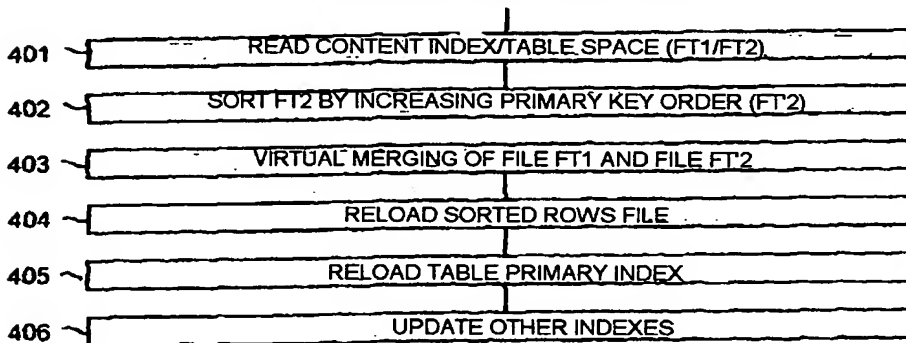 401 READ CONTENT INDEX/TABLE SPACE (FT1/FT2)
402 SORT FT2 BY INCREASING PRIMARY KEY ORDER (FT'2)
403 VIRTUAL MERGING OF FILE FT1 AND FILE FT'2
404 RELOAD SORTED ROWS FILE
405 RELOAD TABLE PRIMARY INDEX
406 UPDATE OTHER INDEXES